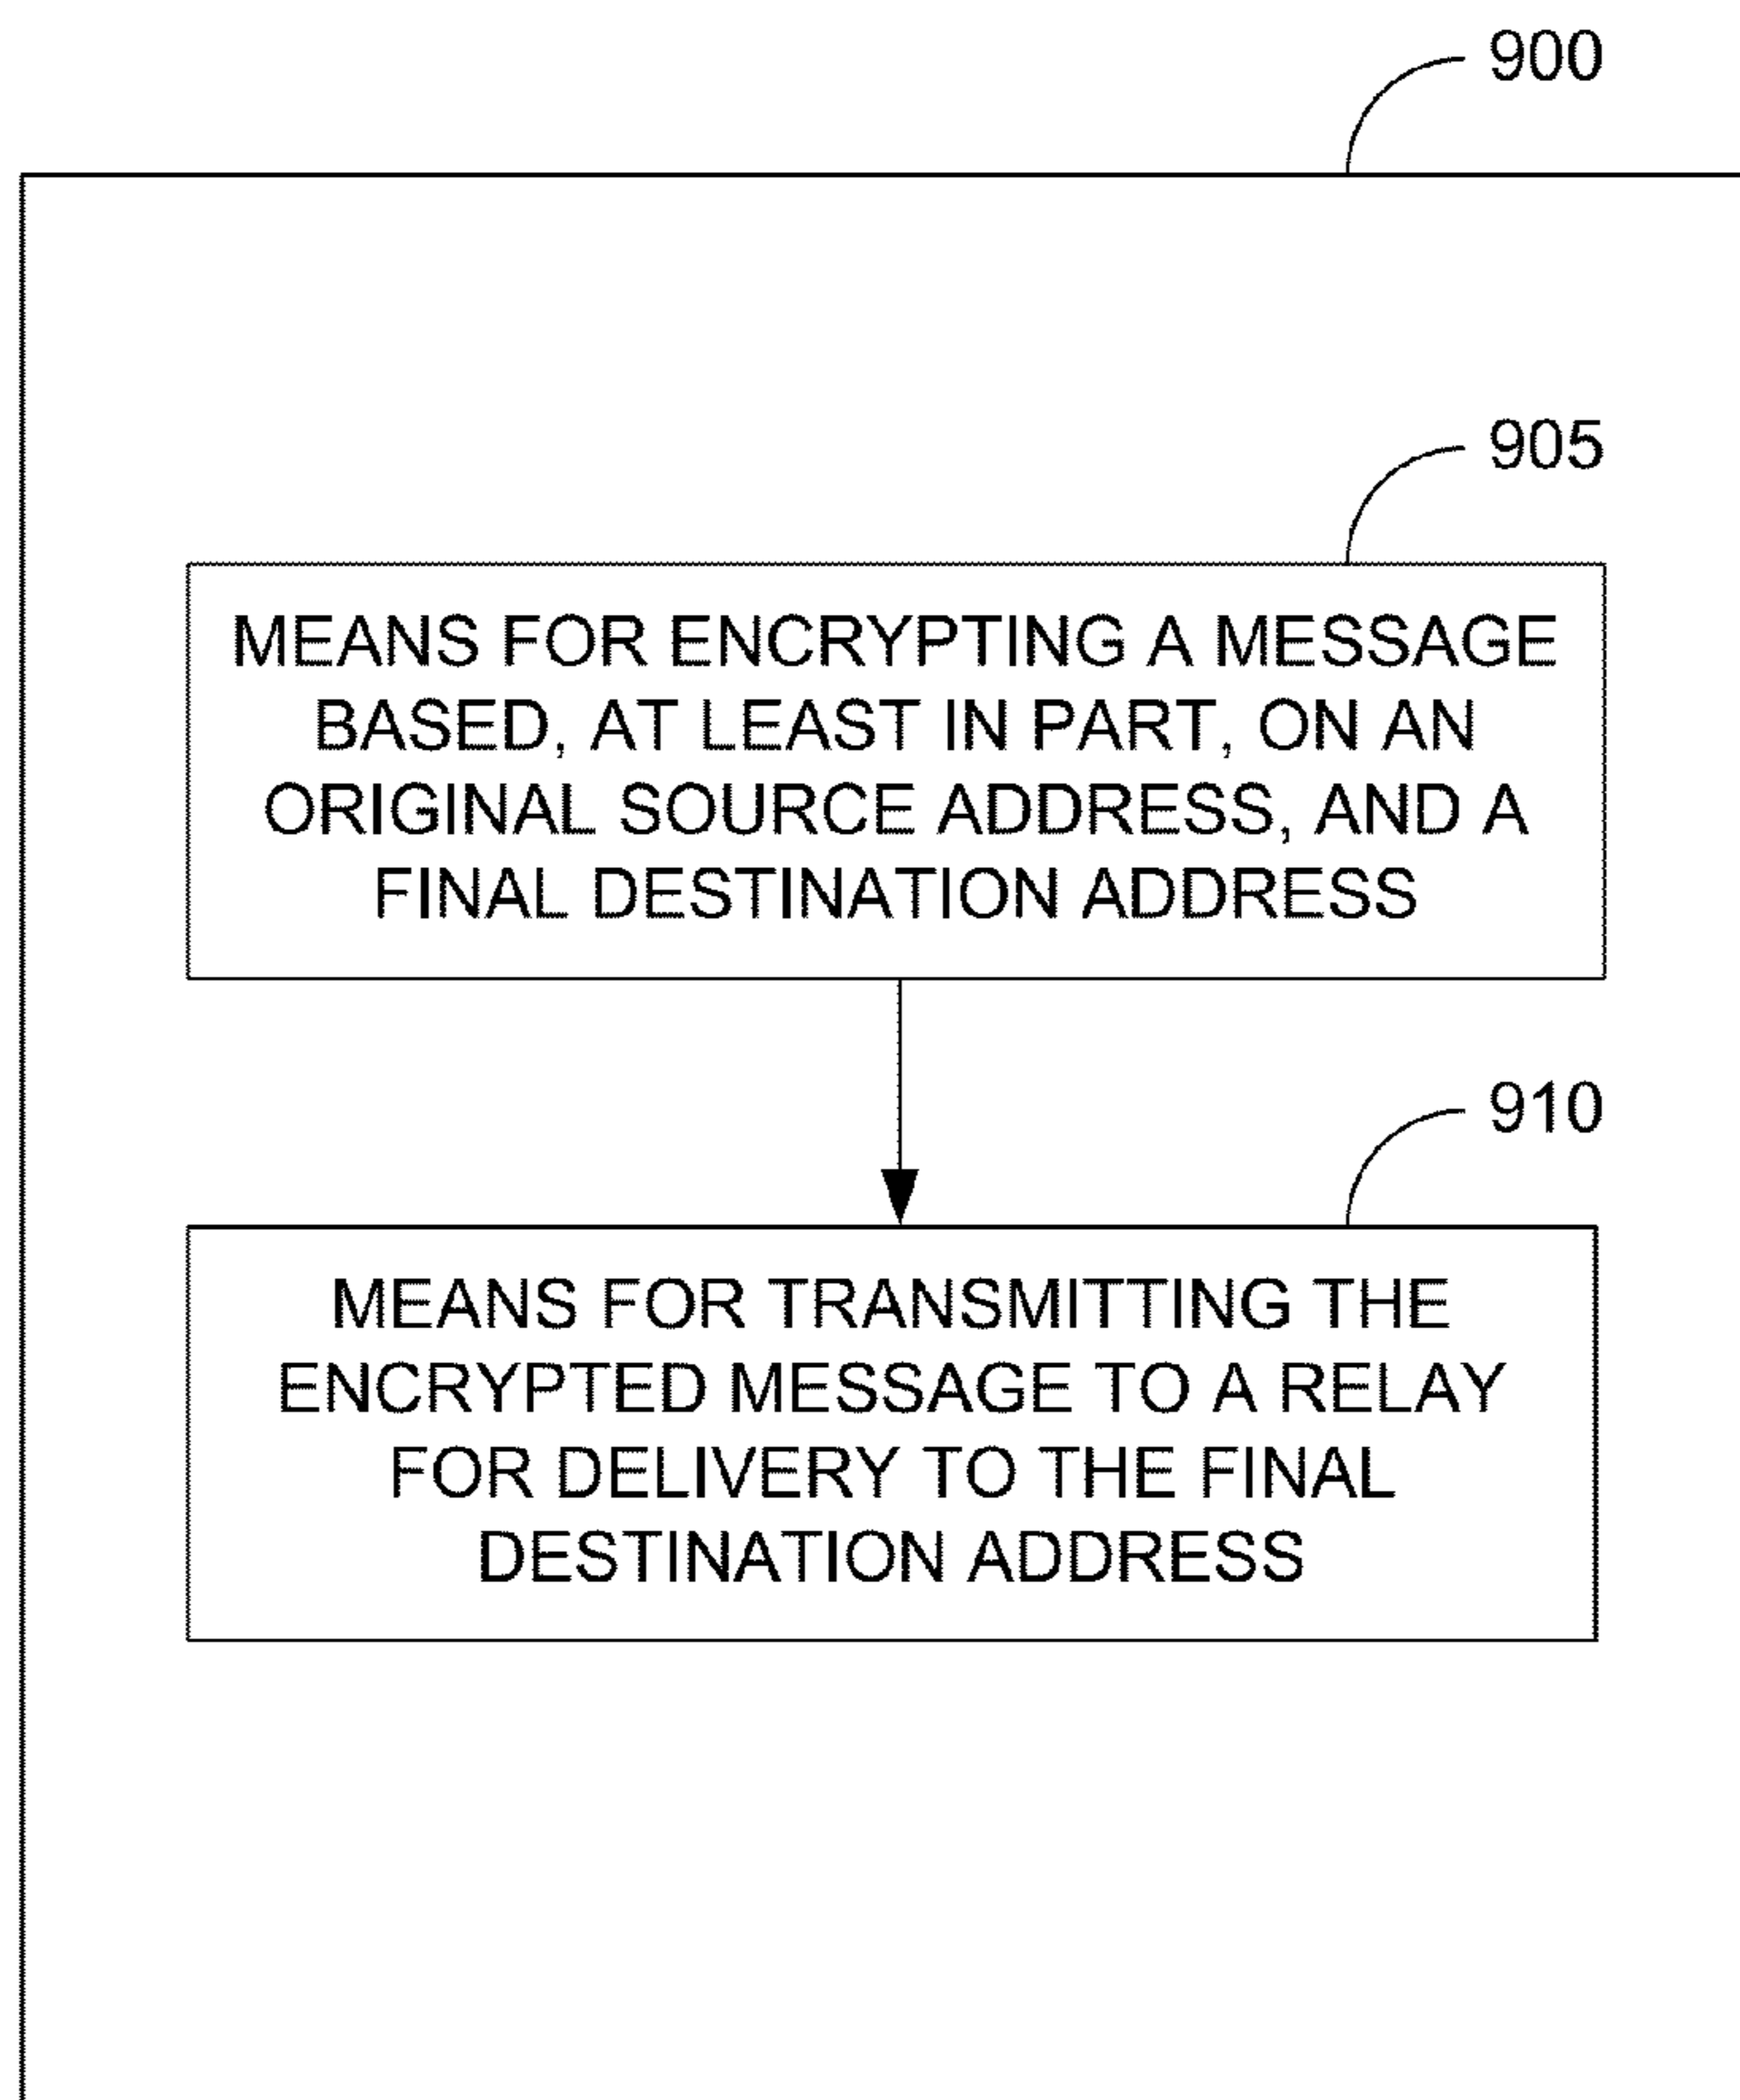 900
905
MEANS FOR ENCRYPTING A MESSAGE
BASED, AT LEAST IN PART, ON AN
ORIGINAL SOURCE ADDRESS, AND A
FINAL DESTINATION ADDRESS
910
MEANS FOR TRANSMITTING THE
ENCRYPTED MESSAGE TO A RELAY
FOR DELIVERY TO THE FINAL
DESTINATION ADDRESS